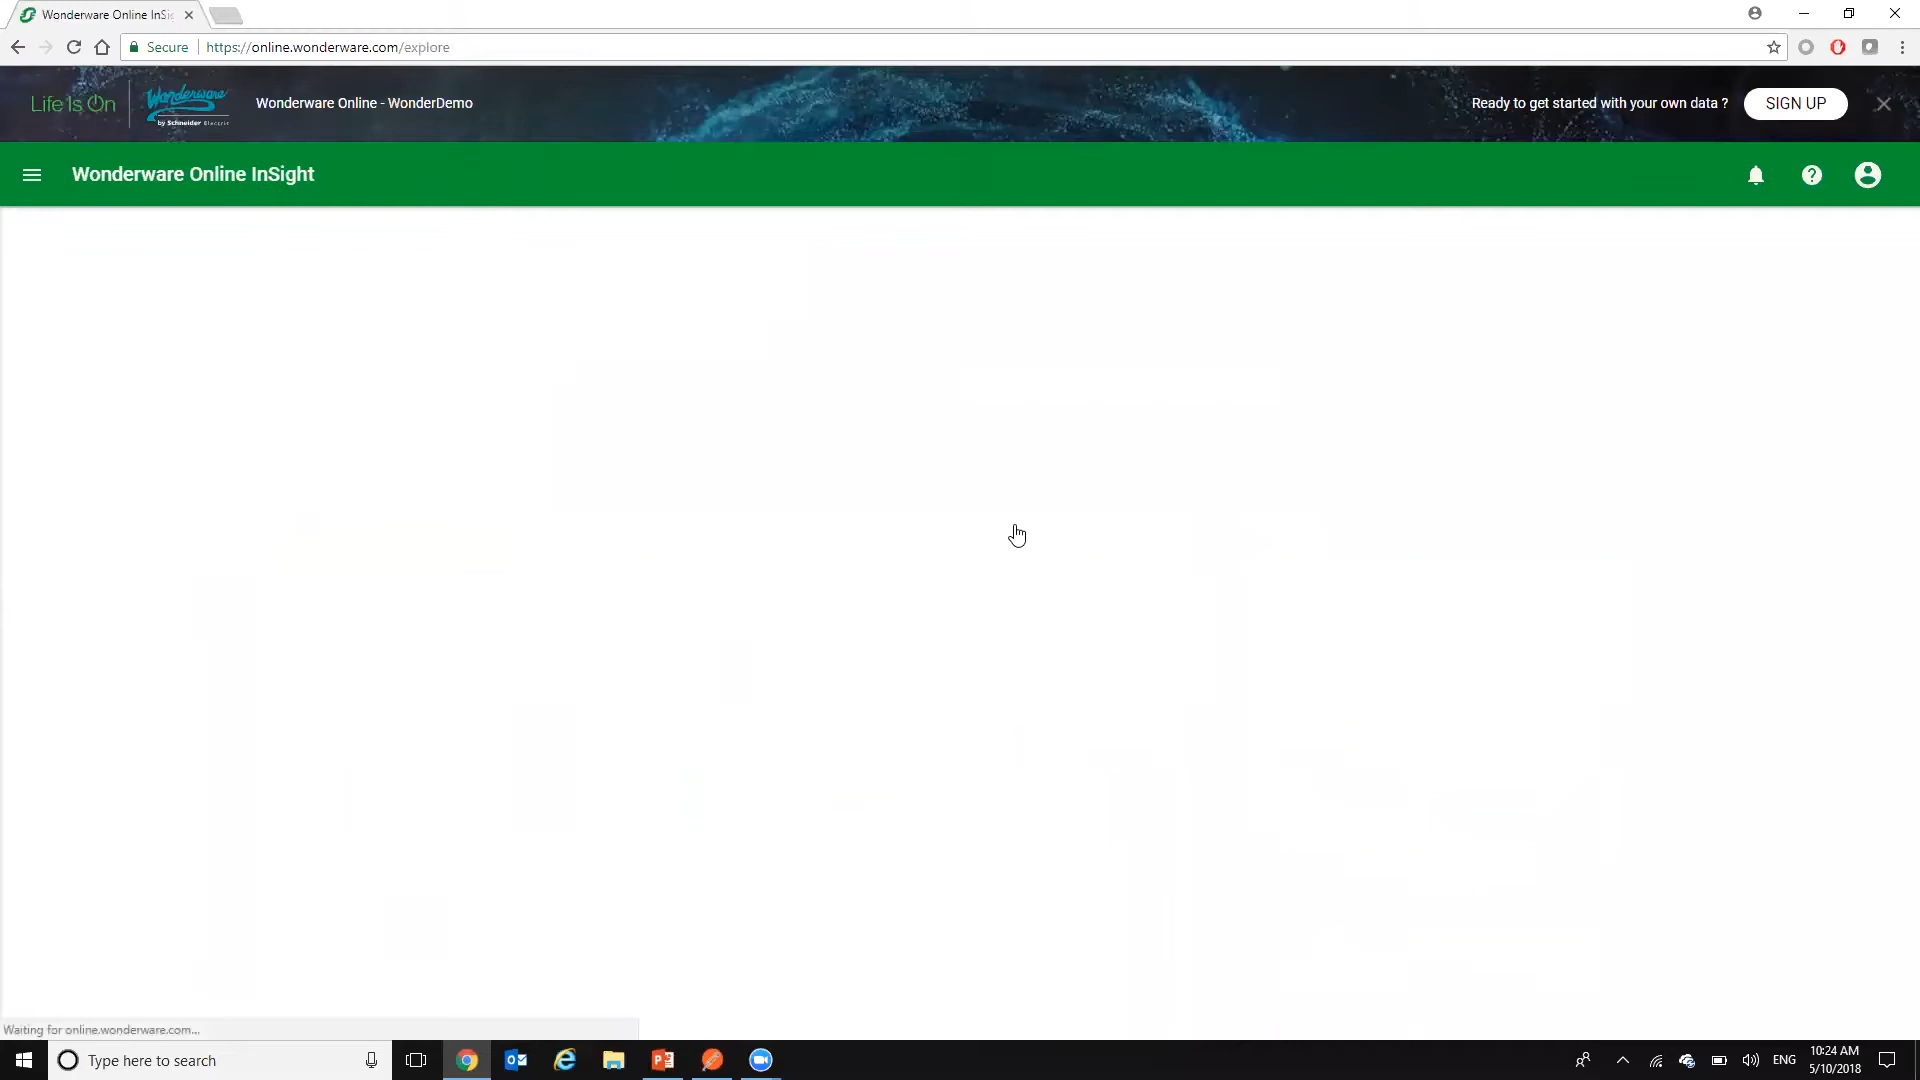 Wonderware Online InSi
Secure
https://online.wonderware.com/explore
Life Is On
Wonderware
by Schneider Electric
Wonderware Online - WonderDemo
Ready to get started with your own data ?
SIGN UP
Wonderware Online InSight
Waiting for online.wonderware.com...
Type here to search
ENG
10:24 AM
5/10/2018